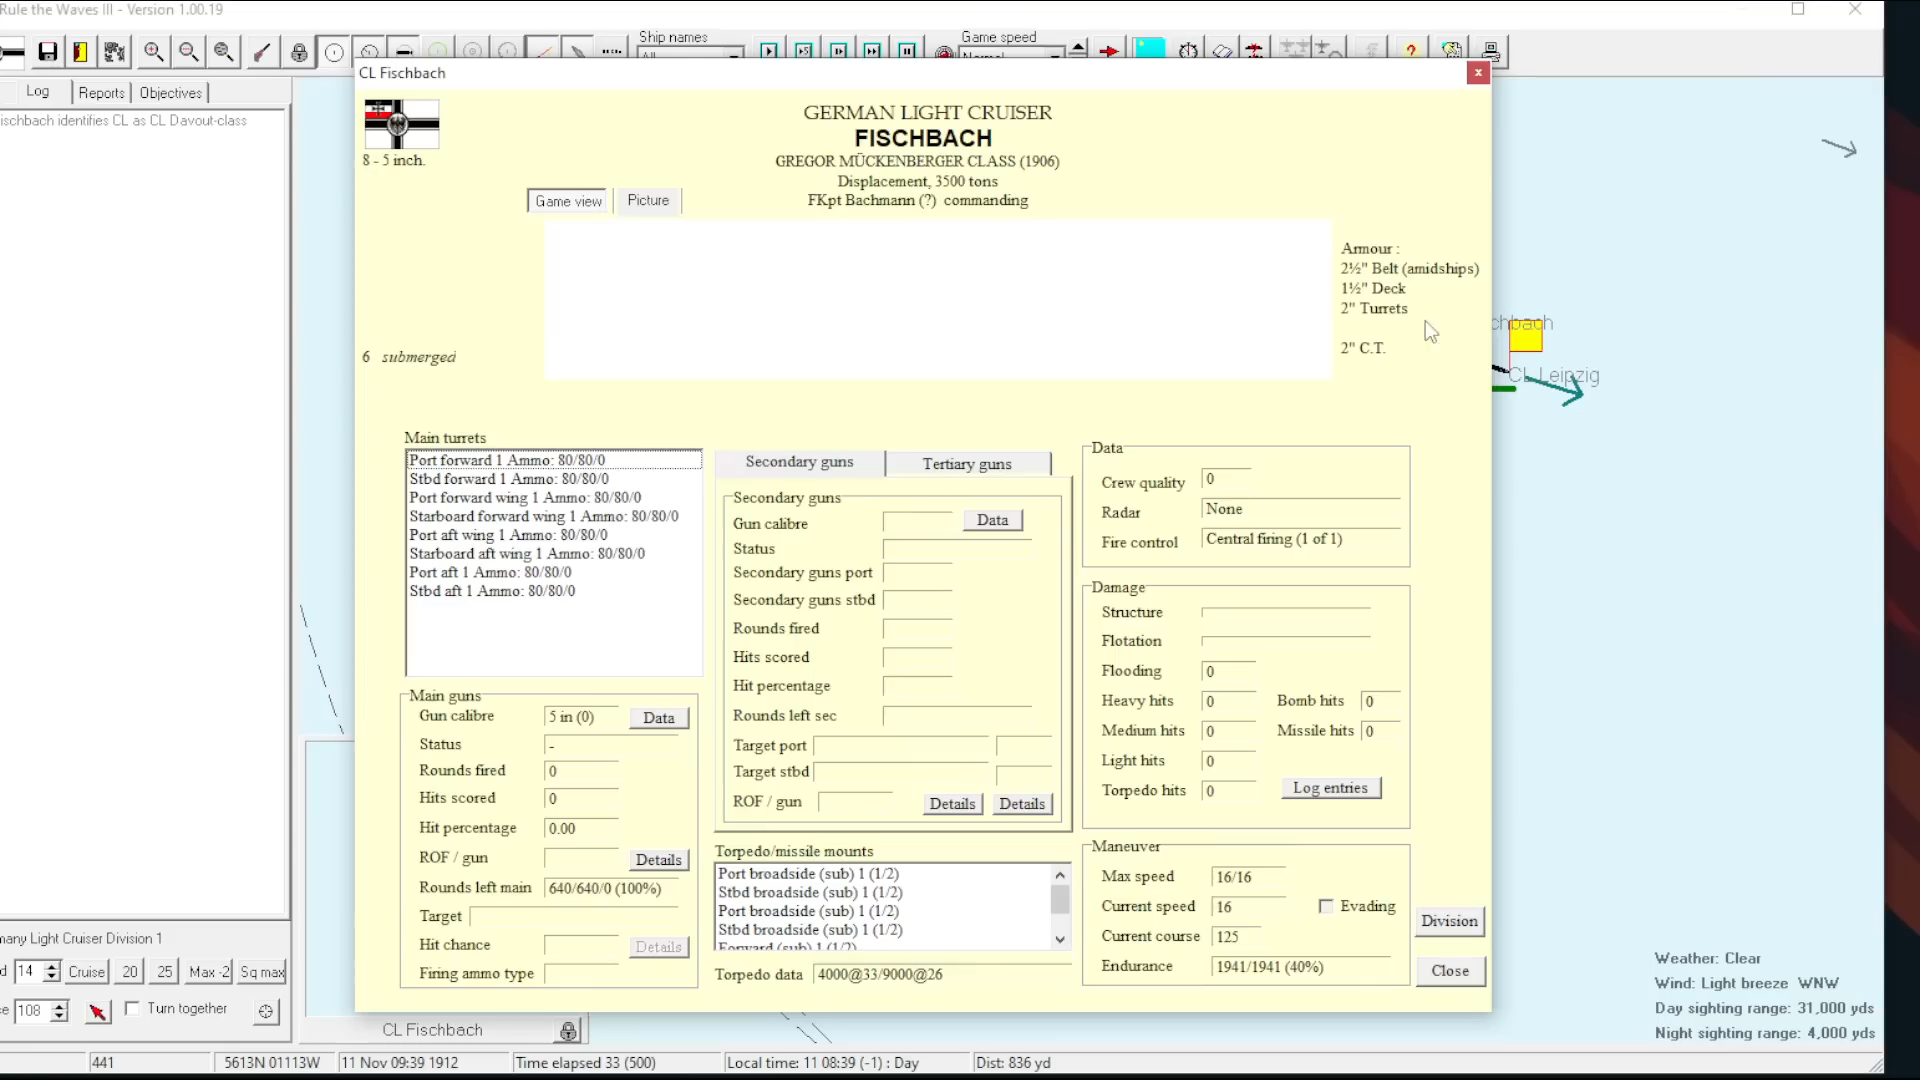 Rule the Waves III - Version 1.00.19
Ship names
All
Game speed
Normal
Log
Reports
Objectives
ischbach identifies CL as CL Davout-class
CL Fischbach
x
GERMAN LIGHT CRUISER
FISCHBACH
GREGOR MÜCKENBERGER CLASS (1906)
Displacement, 3500 tons
FKpt Bachmann (?) commanding
8 - 5 inch.
Game view
Picture
6 submerged
Armour :
2½" Belt (amidships)
1½" Deck
2" Turrets
2" C.T.
chbach
CL Leipzig
Main turrets
Port forward 1 Ammo: 80/80/0
Stbd forward 1 Ammo: 80/80/0
Port forward wing 1 Ammo: 80/80/0
Starboard forward wing 1 Ammo: 80/80/0
Port aft wing 1 Ammo: 80/80/0
Starboard aft wing 1 Ammo: 80/80/0
Port aft 1 Ammo: 80/80/0
Stbd aft 1 Ammo: 80/80/0
Main guns
Gun calibre 5 in (0) Data
Status -
Rounds fired 0
Hits scored 0
Hit percentage 0.00
ROF / gun Details
Rounds left main 640/640/0 (100%)
Target
Hit chance Details
Firing ammo type
Secondary guns
Tertiary guns
Secondary guns
Gun calibre Data
Status
Secondary guns port
Secondary guns stbd
Rounds fired
Hits scored
Hit percentage
Rounds left sec
Target port
Target stbd
ROF / gun Details Details
Torpedo/missile mounts
Port broadside (sub) 1 (1/2)
Stbd broadside (sub) 1 (1/2)
Port broadside (sub) 1 (1/2)
Stbd broadside (sub) 1 (1/2)
Forward (sub) 1 (1/2)
Torpedo data 4000@33/9000@26
Data
Crew quality 0
Radar None
Fire control Central firing (1 of 1)
Damage
Structure
Flotation
Flooding 0
Heavy hits 0 Bomb hits 0
Medium hits 0 Missile hits 0
Light hits 0
Torpedo hits 0 Log entries
Maneuver
Max speed 16/16
Current speed 16 Evading
Current course 125
Endurance 1941/1941 (40%)
Division
Close
many Light Cruiser Division 1
d 14 Cruise 20 25 Max -2 Sq max
e 108 Turn together
CL Fischbach
Weather: Clear
Wind: Light breeze WNW
Day sighting range: 31,000 yds
Night sighting range: 4,000 yds
441
5613N 01113W
11 Nov 09:39 1912
Time elapsed 33 (500)
Local time: 11 08:39 (-1) : Day
Dist: 836 yd